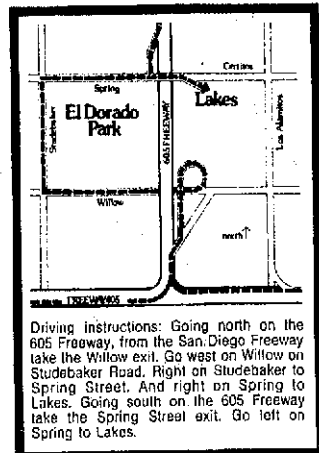 Cerritos
Spring
El Dorado
Park
Lakes
Studebaker
605 FREEWAY
Los Alamitos
Willow
north
FREEWAY 405
Driving instructions: Going north on the
605 Freeway, from the San Diego Freeway
take the Willow exit. Go west on Willow on
Studebaker Road. Right on Studebaker to
Spring Street. And right on Spring to
Lakes. Going south on the 605 Freeway
take the Spring Street exit. Go left on
Spring to Lakes.